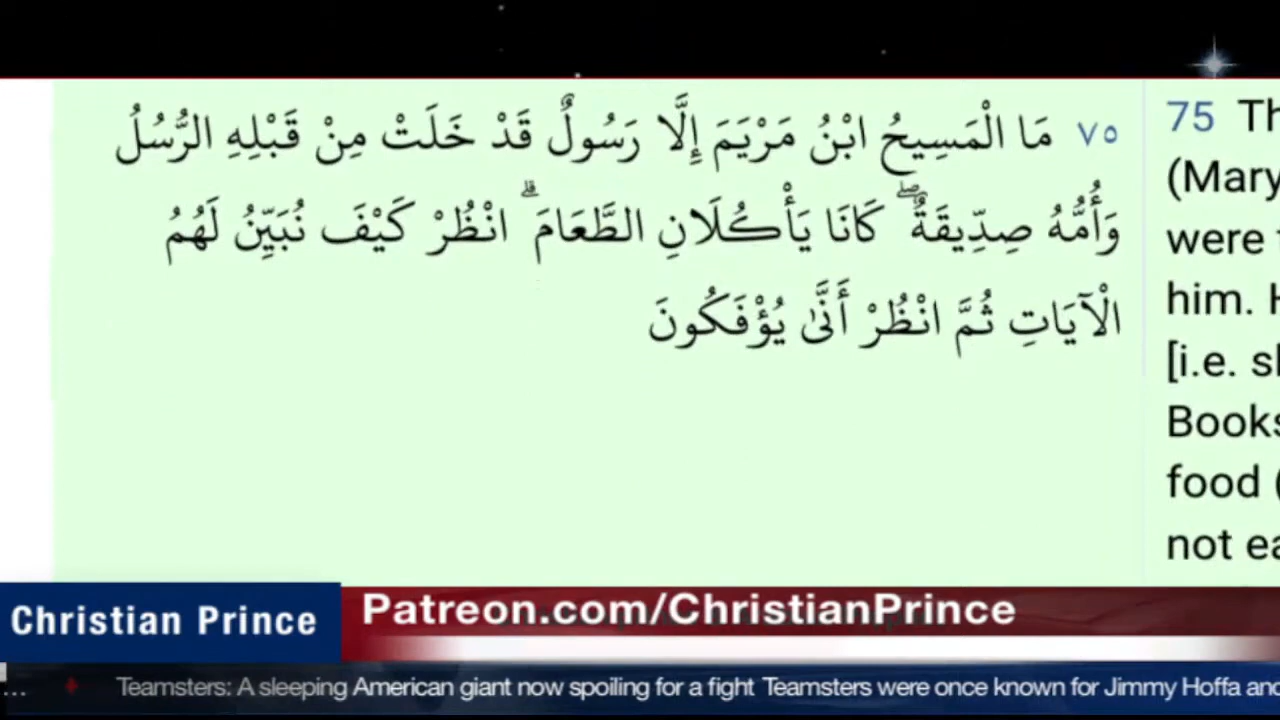 ٧٥ مَا الْمَسِيحُ ابْنُ مَرْيَمَ إِلَّا رَسُولٌ قَدْ خَلَتْ مِنْ قَبْلِهِ الرُّسُلُ
وَأُمُّهُ صِدِّيقَةٌ ۖ كَانَا يَأْكُلَانِ الطَّعَامَ ۗ انْظُرْ كَيْفَ نُبَيِّنُ لَهُمُ
الْآيَاتِ ثُمَّ انْظُرْ أَنَّىٰ يُؤْفَكُونَ
75
(Mary
were
him.
[i.e.
Books
food
not
Christian Prince
Patreon.com/ChristianPrince
... Teamsters: A sleeping American giant now spoiling for a fight Teamsters were once known for Jimmy Hoffa and